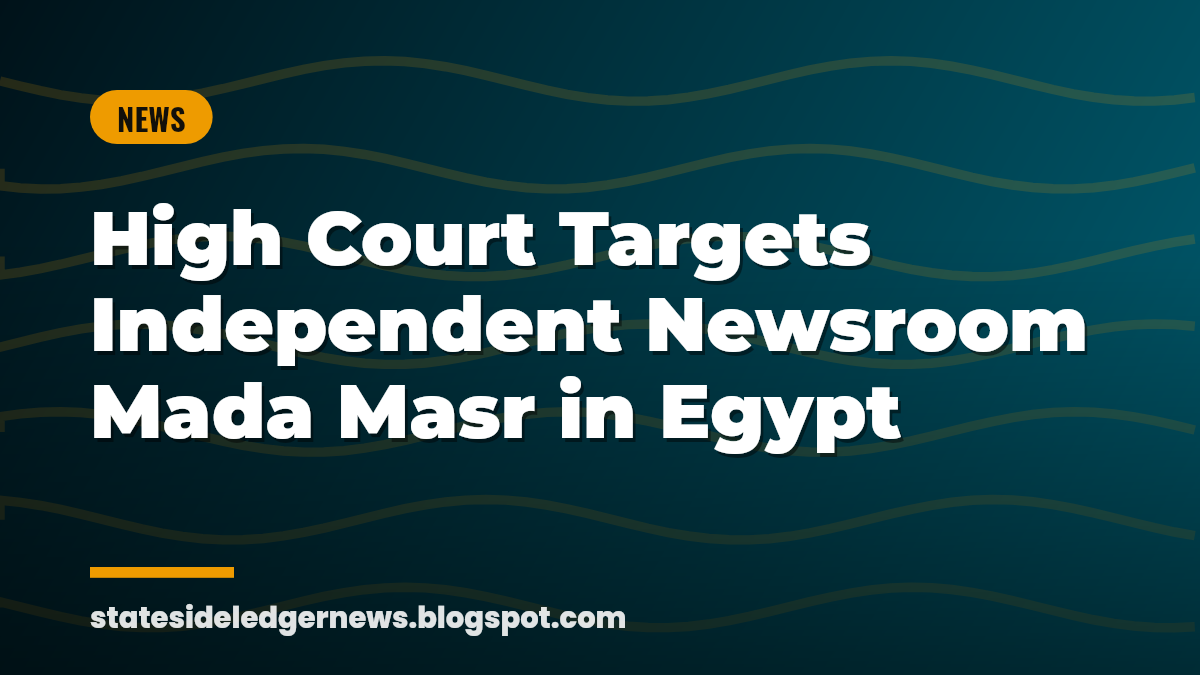 NEWS
High Court Targets
Independent Newsroom
Mada Masr in Egypt
statesideledgernews.blogspot.com